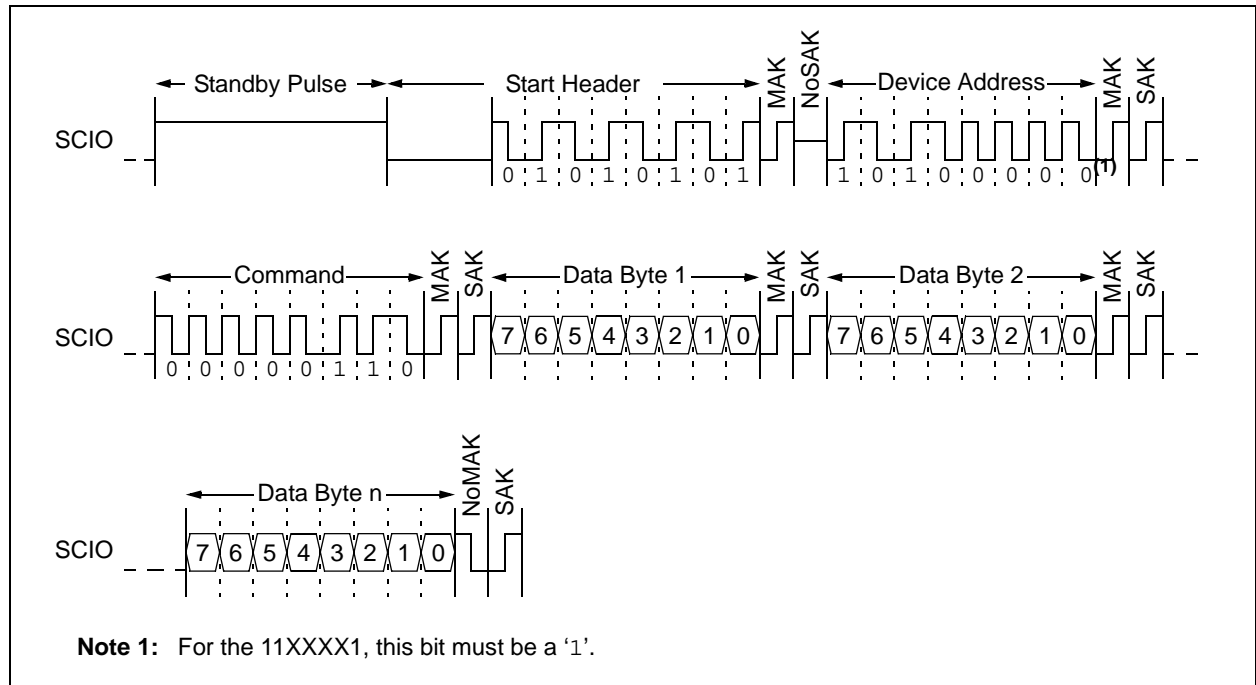 Standby Pulse Start Header MAK NoSAK Device Address MAK SAK
SCIO
0 1 0 1 0 1 0 1 1 0 1 0 0 0 0 0(1)
Command MAK SAK Data Byte 1 MAK SAK Data Byte 2 MAK SAK
SCIO 7 6 5 4 3 2 1 0 7 6 5 4 3 2 1 0
0 0 0 0 0 1 1 0
Data Byte n NoMAK SAK
SCIO 7 6 5 4 3 2 1 0
Note 1: For the 11XXXX1, this bit must be a ‘1’.